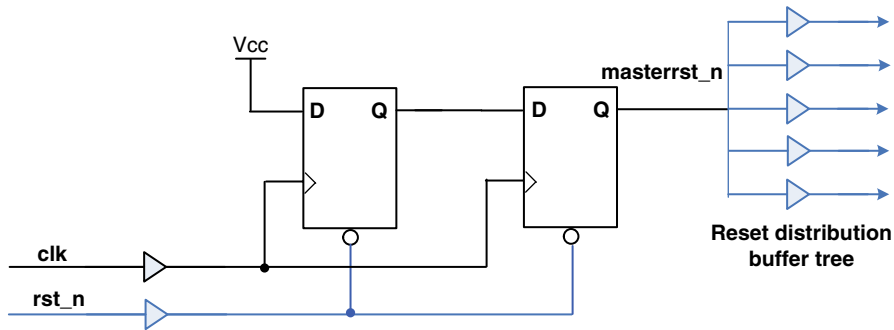 Vcc
masterrst_n
D Q
D Q
clk
rst_n
Reset distribution
buffer tree